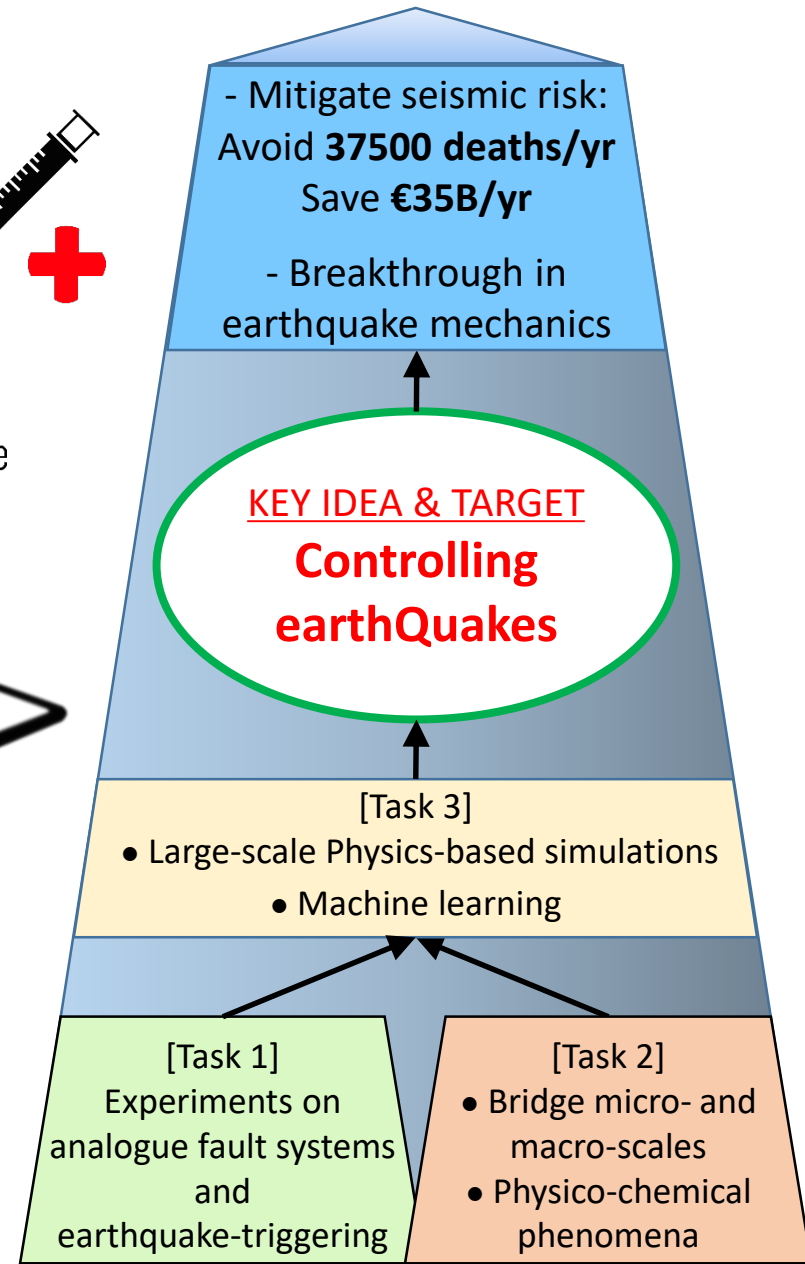 - Mitigate seismic risk:
Avoid 37500 deaths/yr
Save €35B/yr
- Breakthrough in
earthquake mechanics
KEY IDEA & TARGET
Controlling
earthQuakes
[Task 3]
● Large-scale Physics-based simulations
● Machine learning
[Task 1]
Experiments on
analogue fault systems
and
earthquake-triggering
[Task 2]
● Bridge micro- and
macro-scales
● Physico-chemical
phenomena